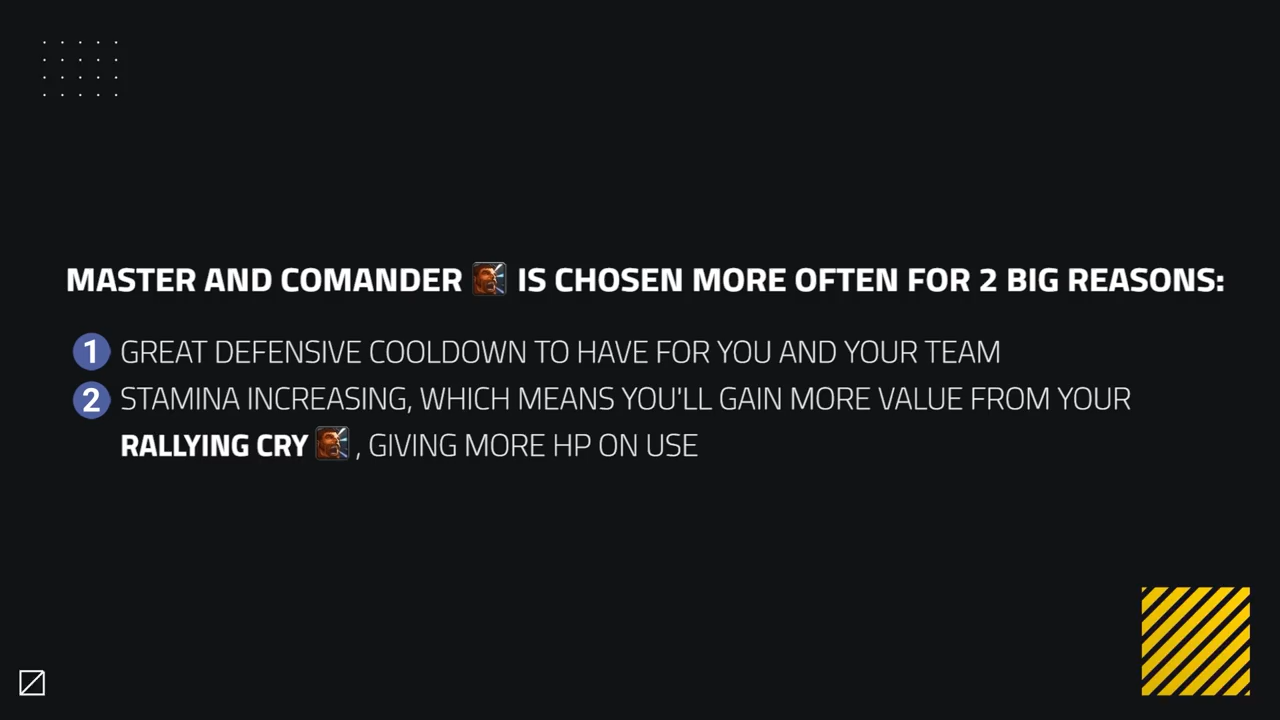 MASTER AND COMANDER IS CHOSEN MORE OFTEN FOR 2 BIG REASONS:
1 GREAT DEFENSIVE COOLDOWN TO HAVE FOR YOU AND YOUR TEAM
2 STAMINA INCREASING, WHICH MEANS YOU'LL GAIN MORE VALUE FROM YOUR
RALLYING CRY , GIVING MORE HP ON USE